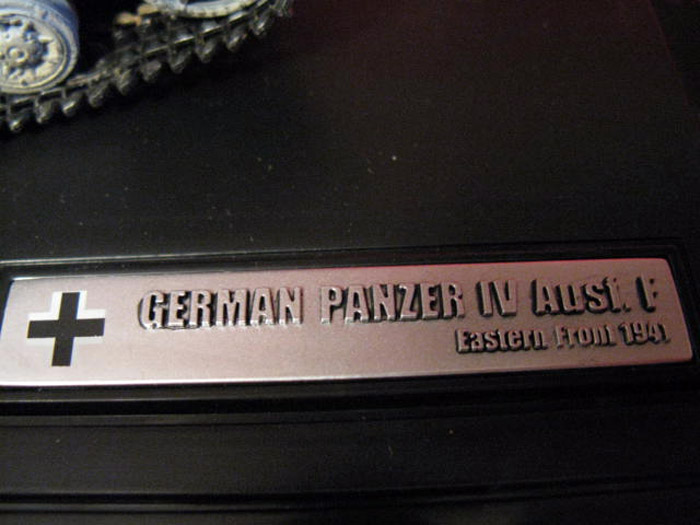 GERMAN PANZER IV Ausf. F
Eastern Front 1941